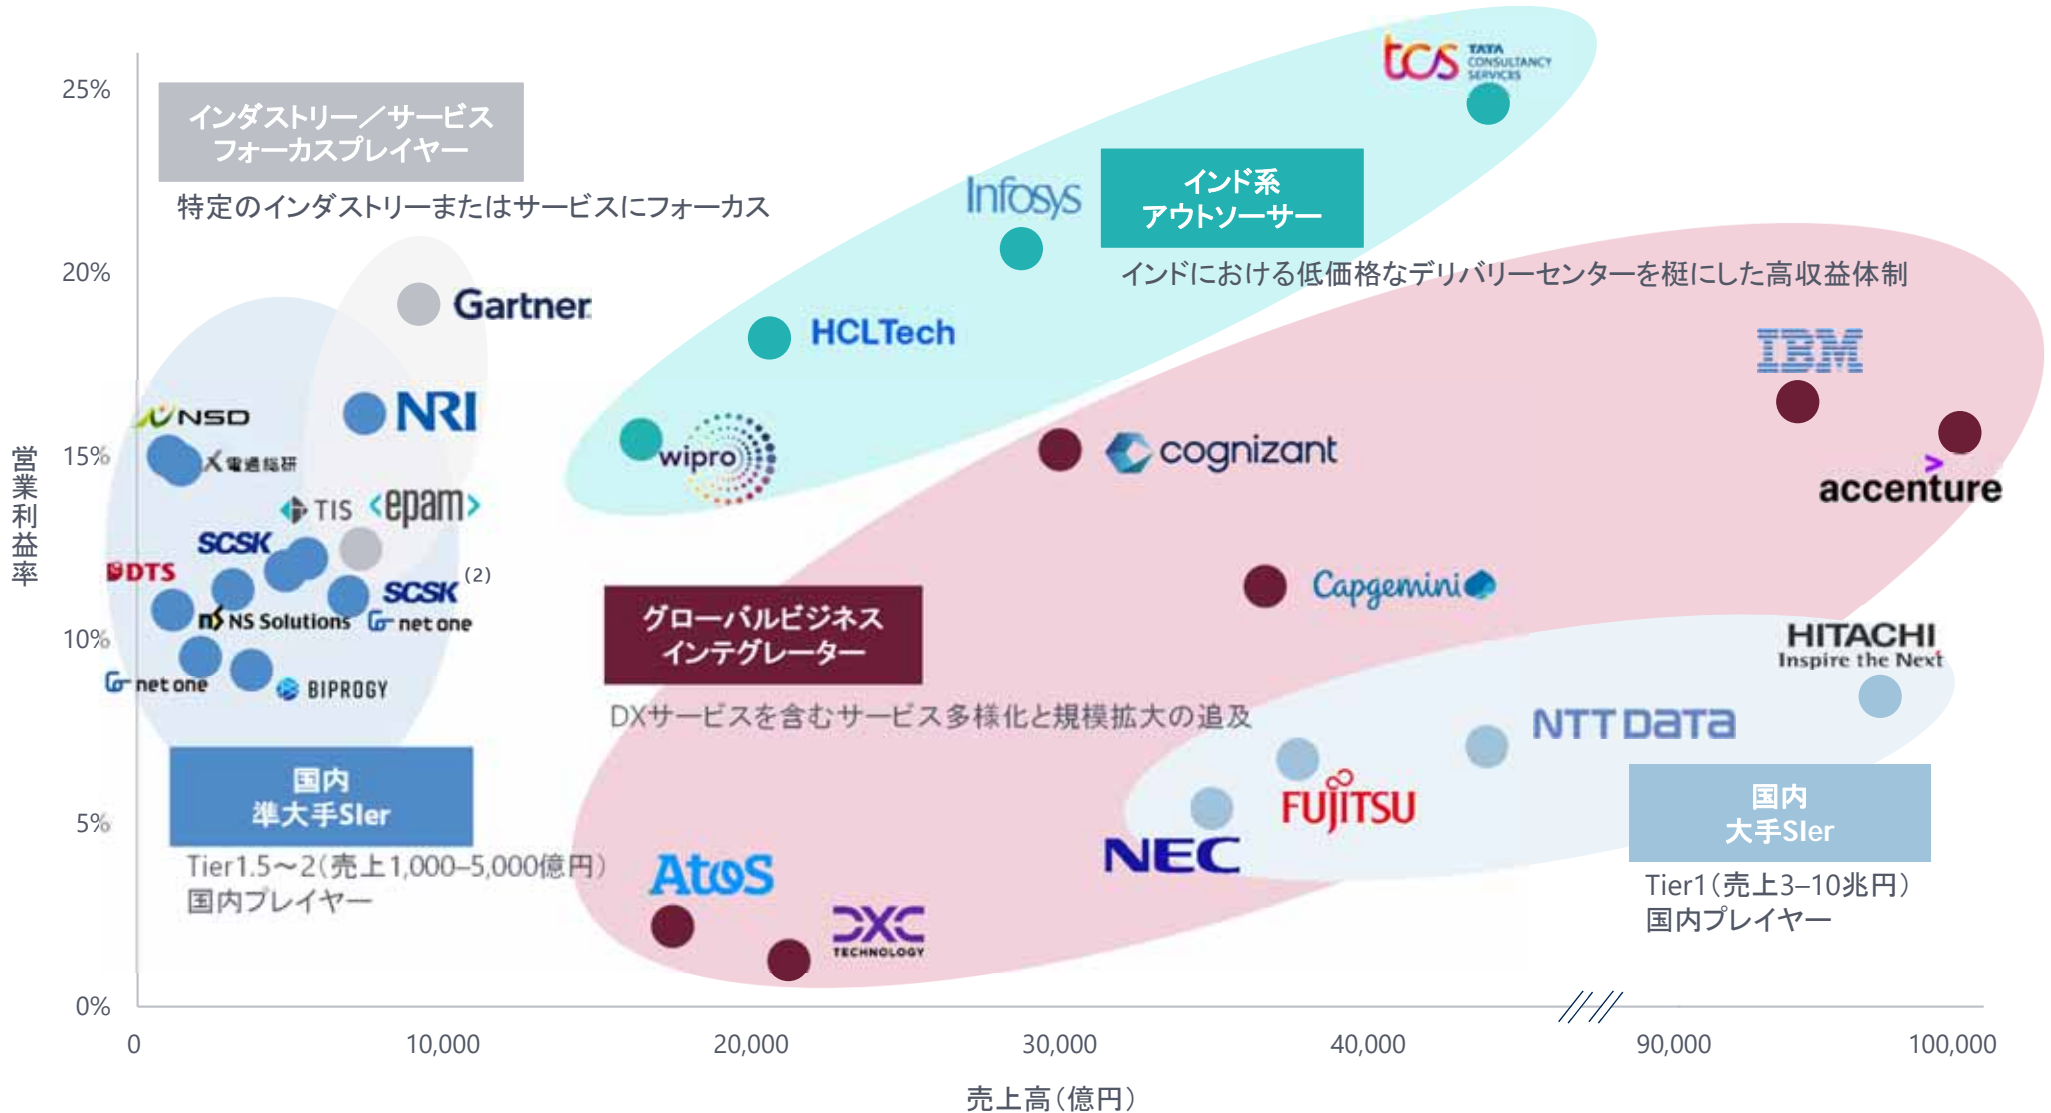 25%
20%
15%
10%
5%
0%
営業利益率
インダストリー／サービス
フォーカスプレイヤー
特定のインダストリーまたはサービスにフォーカス
tcs TATA
CONSULTANCY
SERVICES
Infosys
インド系
アウトソーサー
インドにおける低価格なデリバリーセンターを梃にした高収益体制
Gartner
HCLTech
IBM
NSD
NRI
電通総研
wipro
cognizant
accenture
TIS
<epam>
SCSK
DTS
SCSK (2)
NS Solutions
net one
net one
BIPROGY
グローバルビジネス
インテグレーター
DXサービスを含むサービス多様化と規模拡大の追及
Capgemini
HITACHI
Inspire the Next
NTT DATA
FUJITSU
NEC
国内
準大手SIer
Tier1.5～2（売上1,000–5,000億円）
国内プレイヤー
Atos
DXC
TECHNOLOGY
国内
大手SIer
Tier1（売上3–10兆円）
国内プレイヤー
0
10,000
20,000
30,000
40,000
90,000
100,000
売上高（億円）